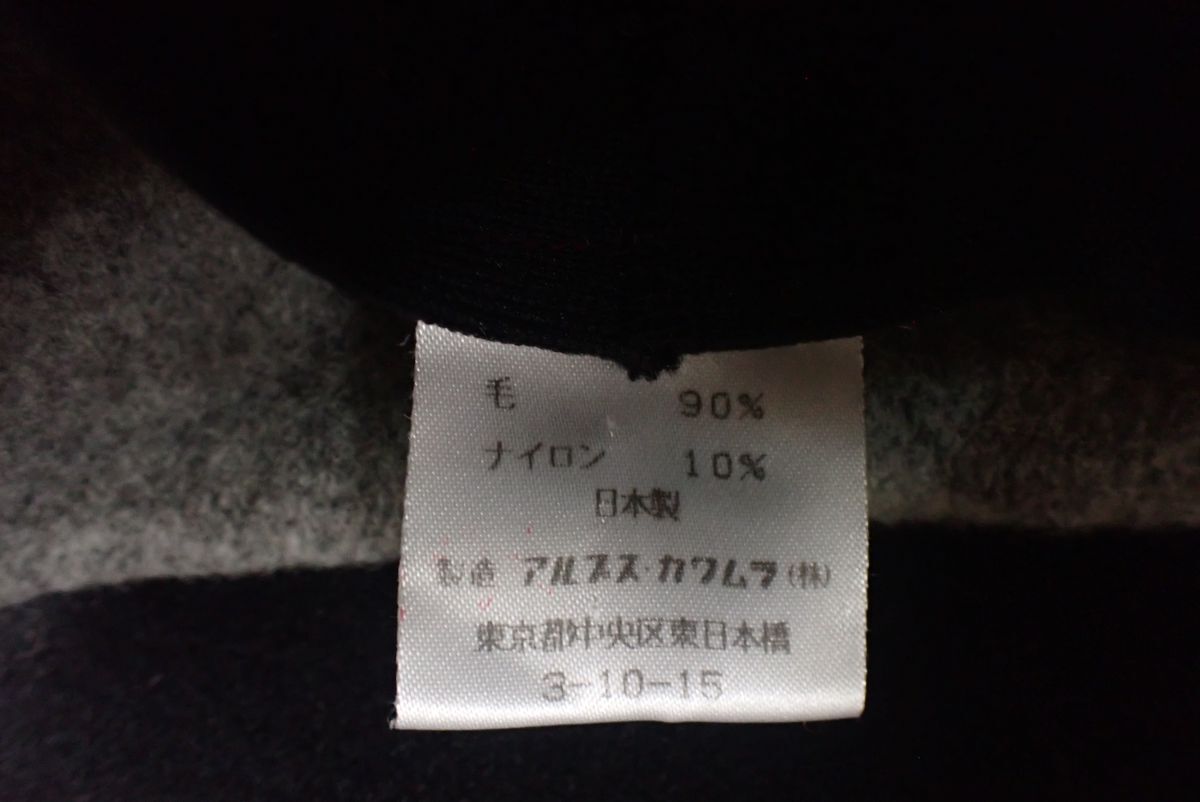 毛 90%
ナイロン 10%
日本製
製造 アルプス・カワムラ(株)
東京都中央区東日本橋
3-10-15